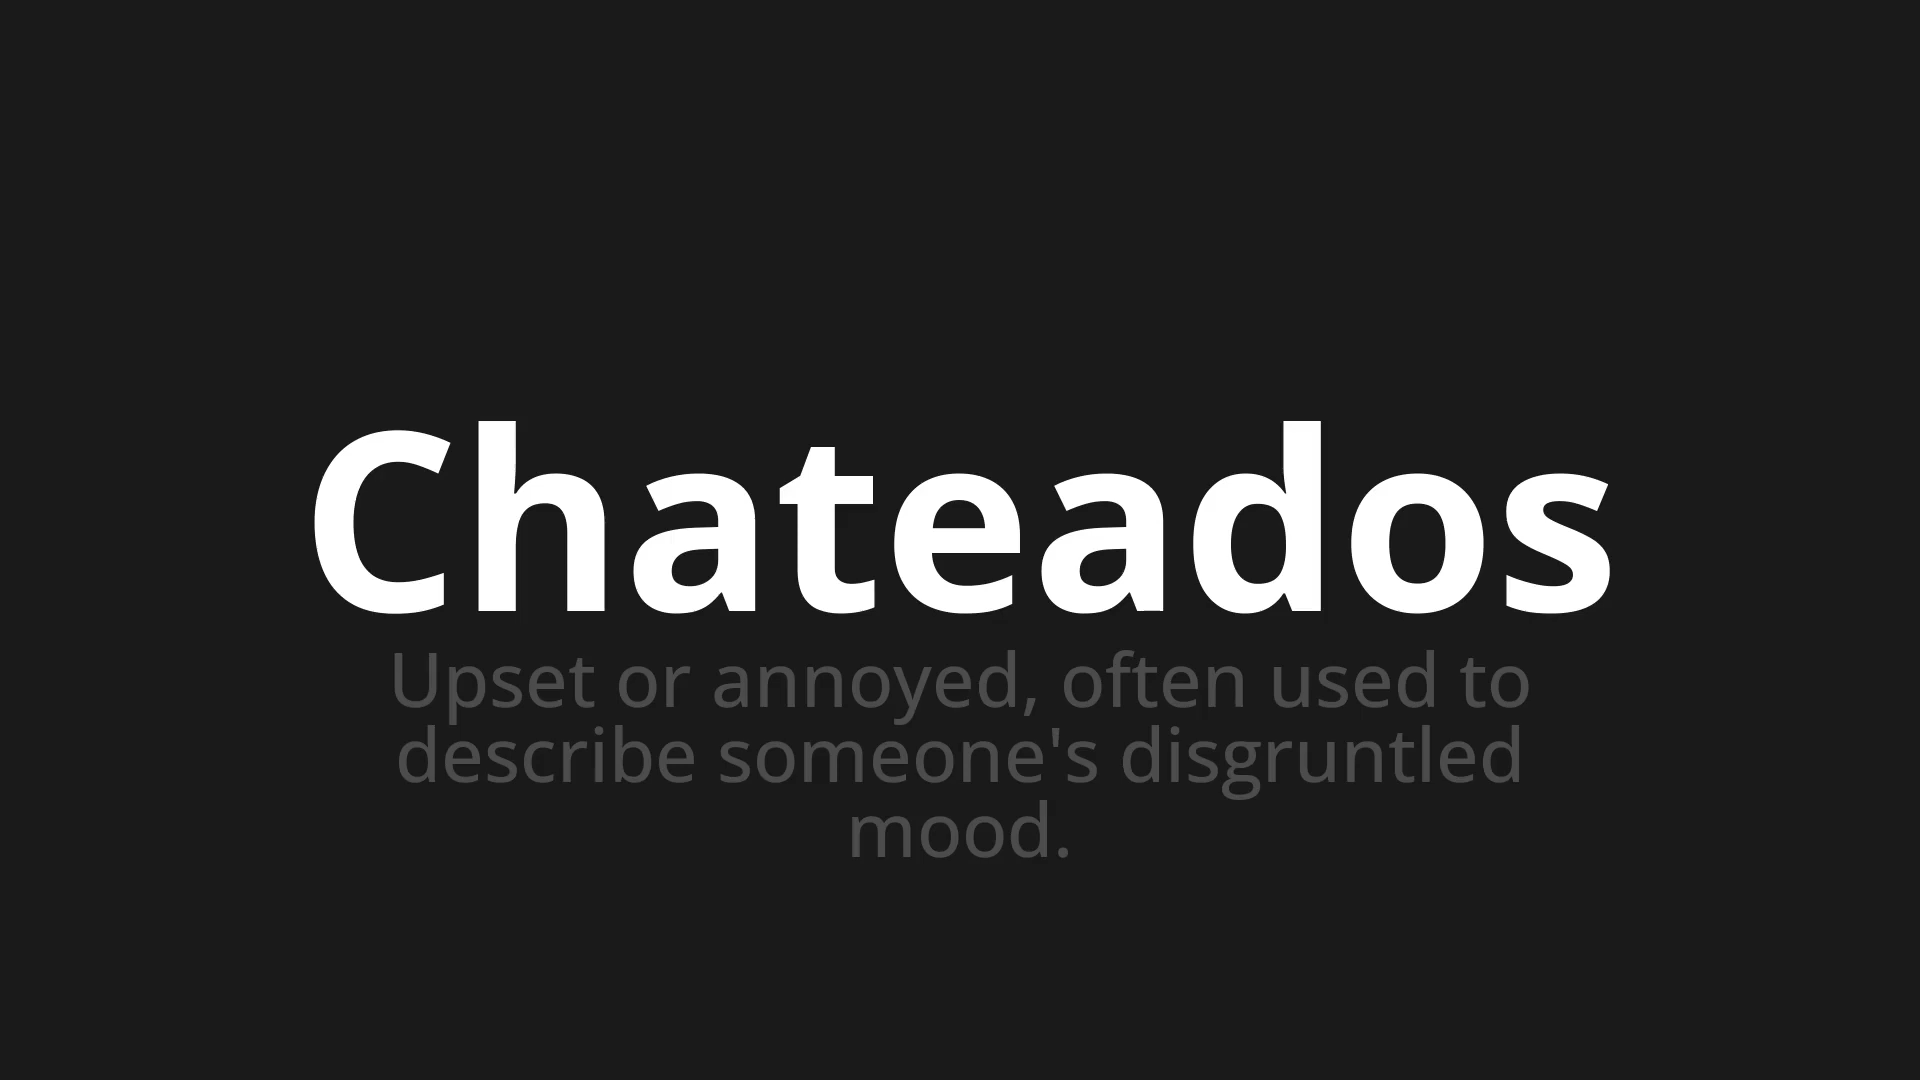 Chateados
Upset or annoyed, often used to
describe someone's disgruntled
mood.